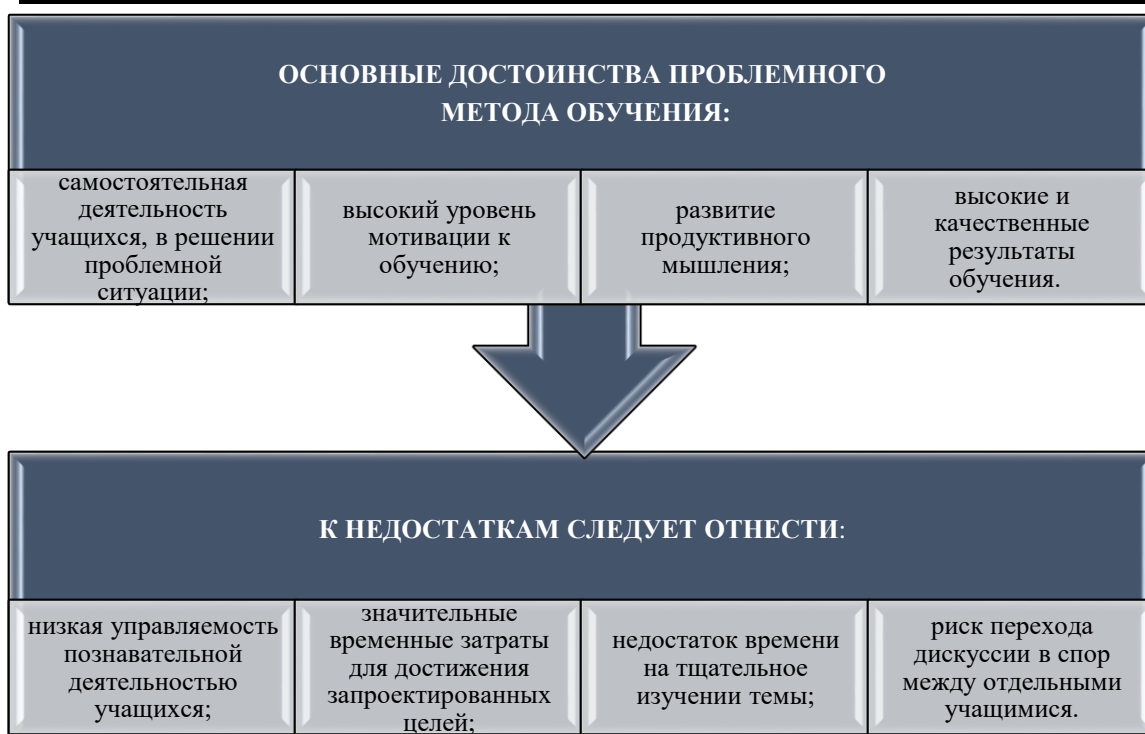 ОСНОВНЫЕ ДОСТОИНСТВА ПРОБЛЕМНОГО
МЕТОДА ОБУЧЕНИЯ:
самостоятельная
деятельность
учащихся, в решении
проблемной
ситуации;
высокий уровень
мотивации к
обучению;
развитие
продуктивного
мышления;
высокие и
качественные
результаты
обучения.
К НЕДОСТАТКАМ СЛЕДУЕТ ОТНЕСТИ:
низкая управляемость
познавательной
деятельностью
учащихся;
значительные
временные затраты
для достижения
запроектированных
целей;
недостаток времени
на тщательное
изучении темы;
риск перехода
дискуссии в спор
между отдельными
учащимися.